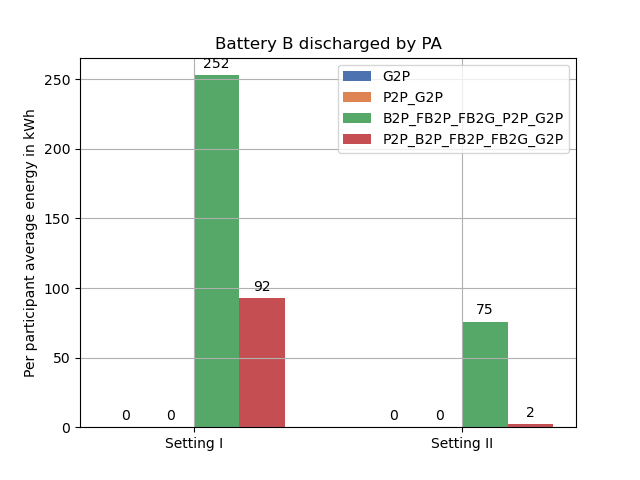 Battery B discharged by PA
Per participant average energy in kWh
250
200
150
100
50
0
G2P
P2P_G2P
B2P_FB2P_FB2G_P2P_G2P
P2P_B2P_FB2P_FB2G_G2P
0
0
252
92
0
0
75
2
Setting I
Setting II